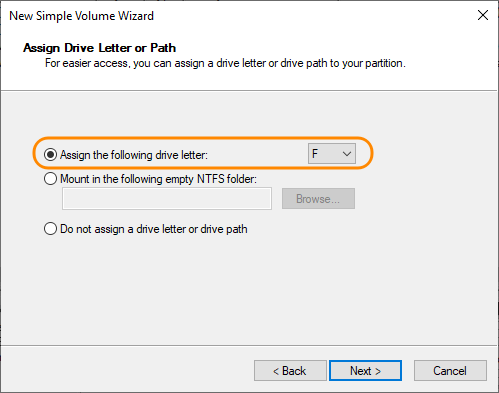 New Simple Volume Wizard
Assign Drive Letter or Path
For easier access, you can assign a drive letter or drive path to your partition.
Assign the following drive letter: F
Mount in the following empty NTFS folder:
Browse...
Do not assign a drive letter or drive path
< Back Next > Cancel